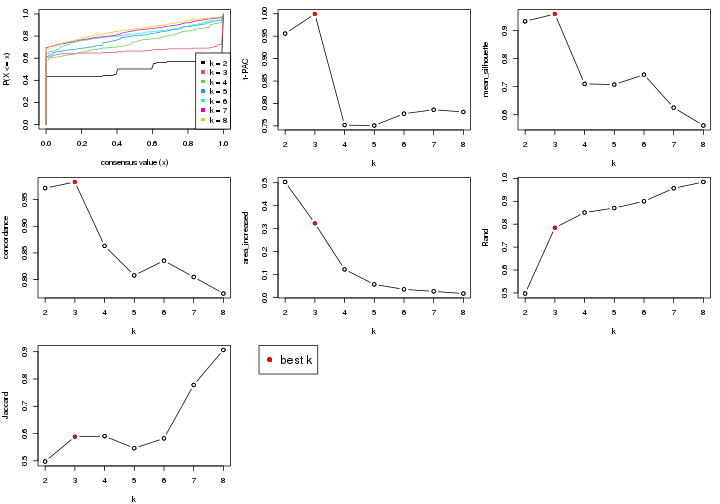 P(X <= x)
0.0 0.2 0.4 0.6 0.8 1.0
k = 2
k = 3
k = 4
k = 5
k = 6
k = 7
k = 8
0.0 0.2 0.4 0.6 0.8 1.0
consensus value (x)
1-PAC
0.75 0.80 0.85 0.90 0.95 1.00
2 3 4 5 6 7 8
k
mean_silhouette
0.6 0.7 0.8 0.9
2 3 4 5 6 7 8
k
concordance
0.80 0.85 0.90 0.95
2 3 4 5 6 7 8
k
area_increased
0.0 0.1 0.2 0.3 0.4 0.5
2 3 4 5 6 7 8
k
Rand
0.5 0.6 0.7 0.8 0.9 1.0
2 3 4 5 6 7 8
k
Jaccard
0.5 0.6 0.7 0.8 0.9
2 3 4 5 6 7 8
k
best k